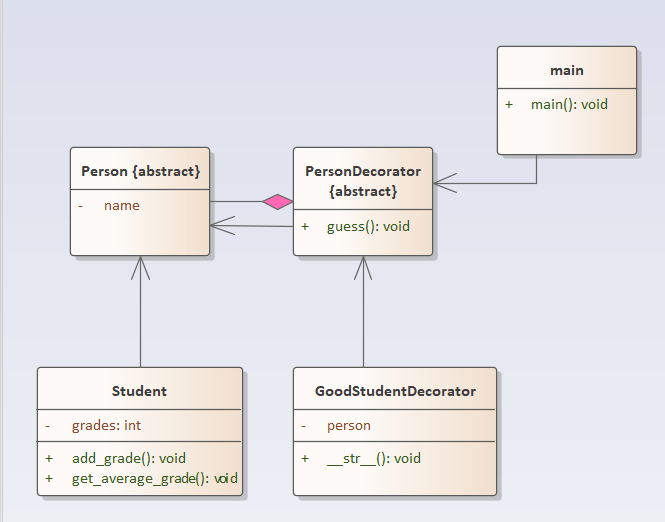 main
+ main(): void
Person {abstract}
- name
PersonDecorator
{abstract}
+ guess(): void
Student
- grades: int
+ add_grade(): void
+ get_average_grade(): void
GoodStudentDecorator
- person
+ __str__(): void